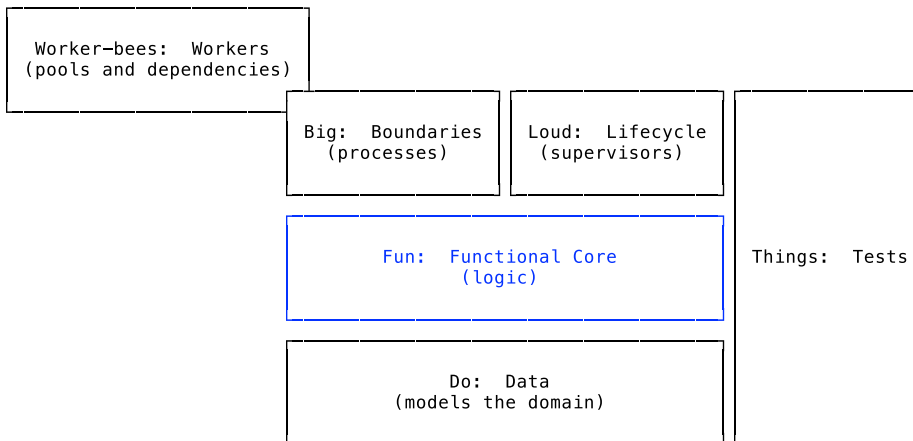 Worker-bees:  Workers
(pools and dependencies)
Big:  Boundaries
(processes)
Loud:  Lifecycle
(supervisors)
Fun:  Functional Core
(logic)
Things:  Tests
Do:  Data
(models the domain)